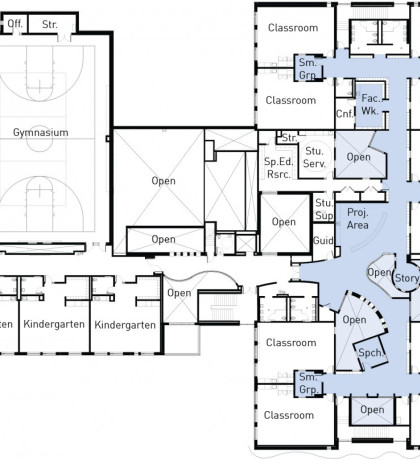 Off.
Str.
Classroom
Sm.
Grp.
Classroom
Fac.
Wk.
Cnf.
Gymnasium
Str.
Stu.
Serv.
Open
Sp.Ed.
Rsrc.
Open
Stu.
Sup
Proj.
Area
Open
Open
Guid
Open
Story
Open
Open
Kindergarten
Kindergarten
Classroom
Spch.
Sm.
Grp.
Classroom
Open